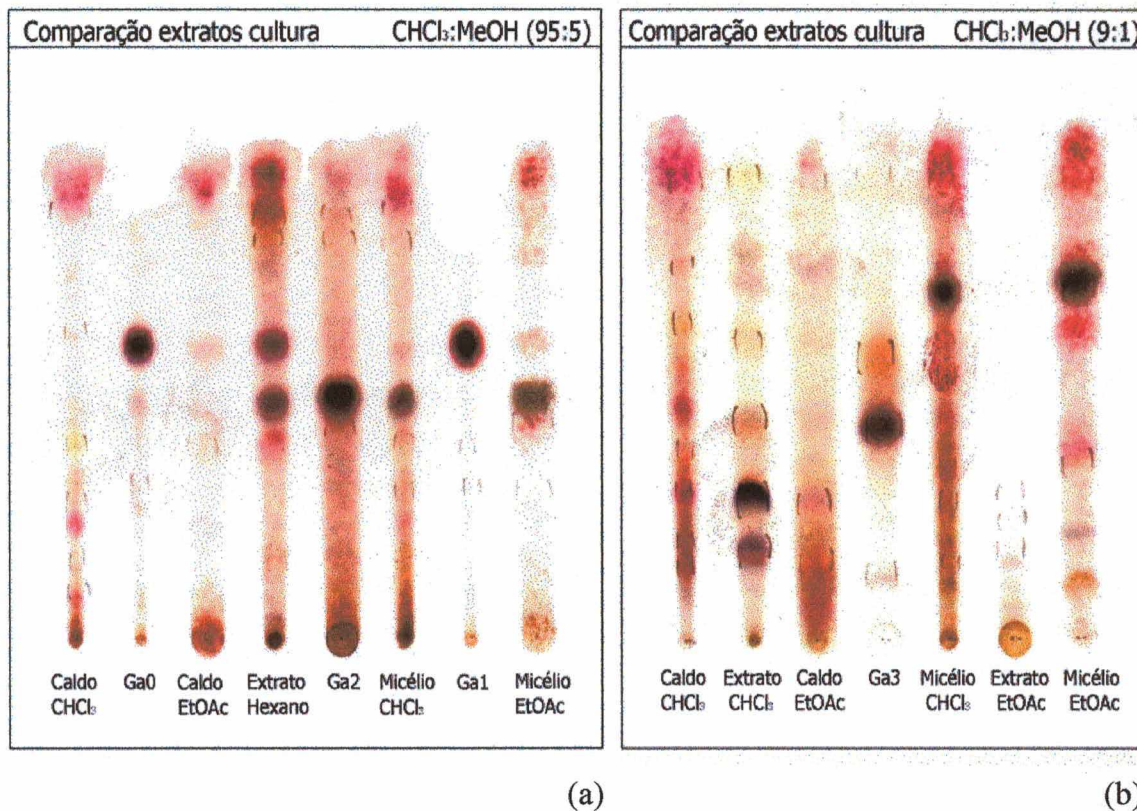 Comparação extratos cultura CHCl₃:MeOH (95:5)
Caldo CHCl₃
Ga0
Caldo EtOAc
Extrato Hexano
Ga2
Micélio CHCl₃
Ga1
Micélio EtOAc
(a)
Comparação extratos cultura CHCl₃:MeOH (9:1)
Caldo CHCl₃
Extrato CHCl₃
Caldo EtOAc
Ga3
Micélio CHCl₃
Extrato EtOAc
Micélio EtOAc
(b)